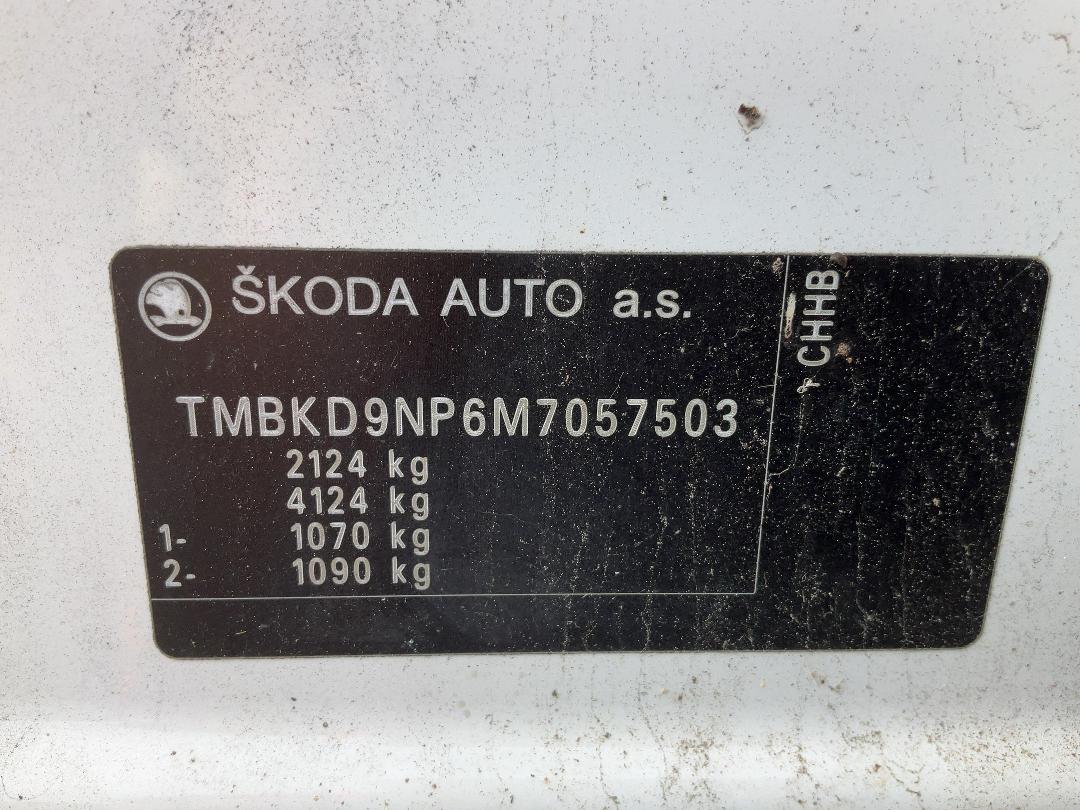 ŠKODA AUTO a.s.
TMBKD9NP6M7057503
2124 kg
4124 kg
1- 1070 kg
2- 1090 kg
CHHB